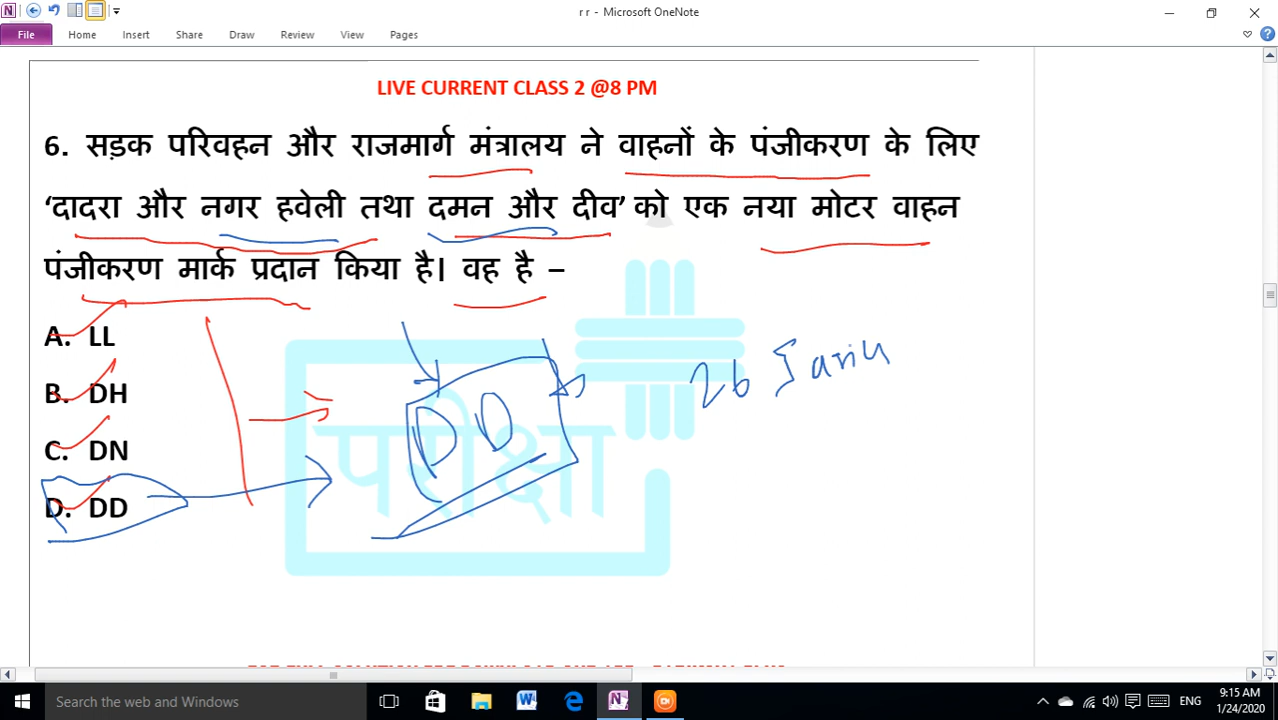 r r - Microsoft OneNote
File Home Insert Share Draw Review View Pages
LIVE CURRENT CLASS 2 @8 PM
6. सड़क परिवहन और राजमार्ग मंत्रालय ने वाहनों के पंजीकरण के लिए
‘दादरा और नगर हवेली तथा दमन और दीव’ को एक नया मोटर वाहन
पंजीकरण मार्क प्रदान किया है। वह है –
A. LL
B. DH
C. DN
D. DD
DD
26
परीक्षा
Search the web and Windows
ENG
9:15 AM
1/24/2020